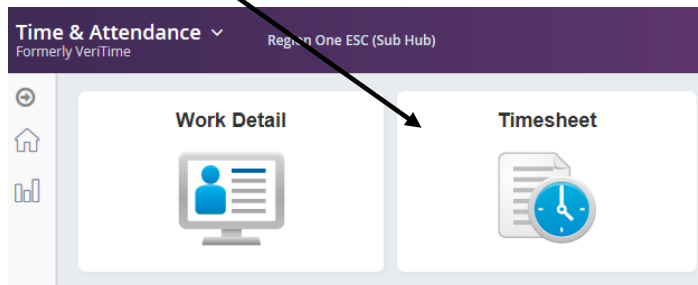 Time & Attendance
Formerly VeriTime
Region One ESC (Sub Hub)
Work Detail
Timesheet